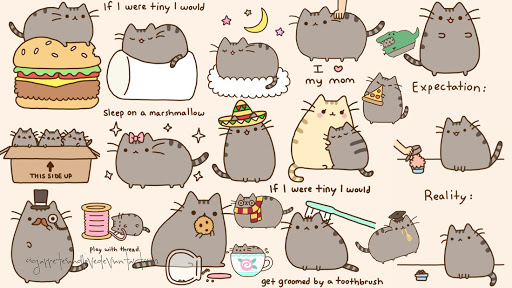 If I were tiny I would
Sleep on a marshmallow
I
my mom
Expectation:
THIS SIDE UP
If I were tiny I would
Reality:
Play with thread
get groomed by a toothbrush